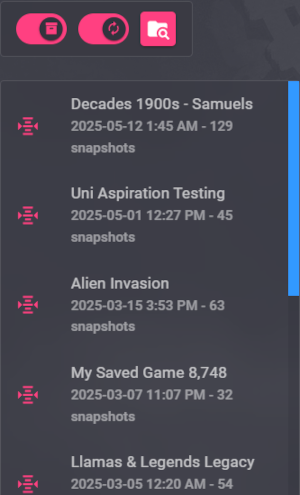 Decades 1900s - Samuels
2025-05-12 1:45 AM - 129
snapshots
Uni Aspiration Testing
2025-05-01 12:27 PM - 45
snapshots
Alien Invasion
2025-03-15 3:53 PM - 63
snapshots
My Saved Game 8,748
2025-03-07 11:07 PM - 32
snapshots
Llamas & Legends Legacy
2025-03-05 12:20 AM - 54